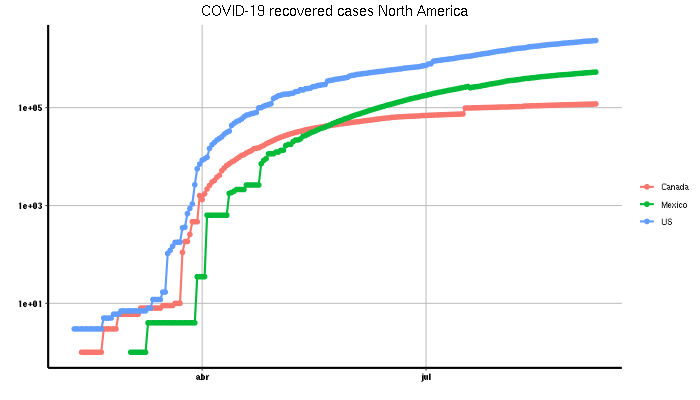 COVID-19 recovered cases North America
1e+05
1e+03
1e+01
abr
jul
Canada
Mexico
US